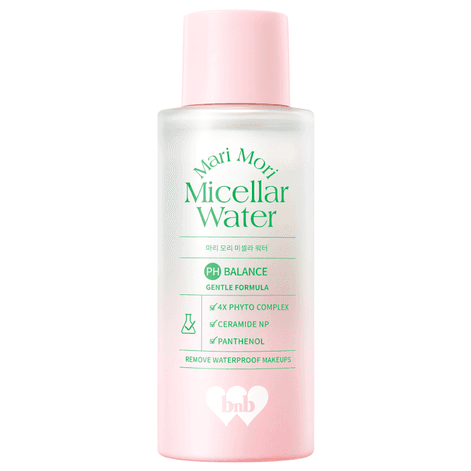 Mari Mori
Micellar
Water
마리 모리 미셀라 워터
PH BALANCE
GENTLE FORMULA
4X PHYTO COMPLEX
CERAMIDE NP
PANTHENOL
REMOVE WATERPROOF MAKEUPS
bnb